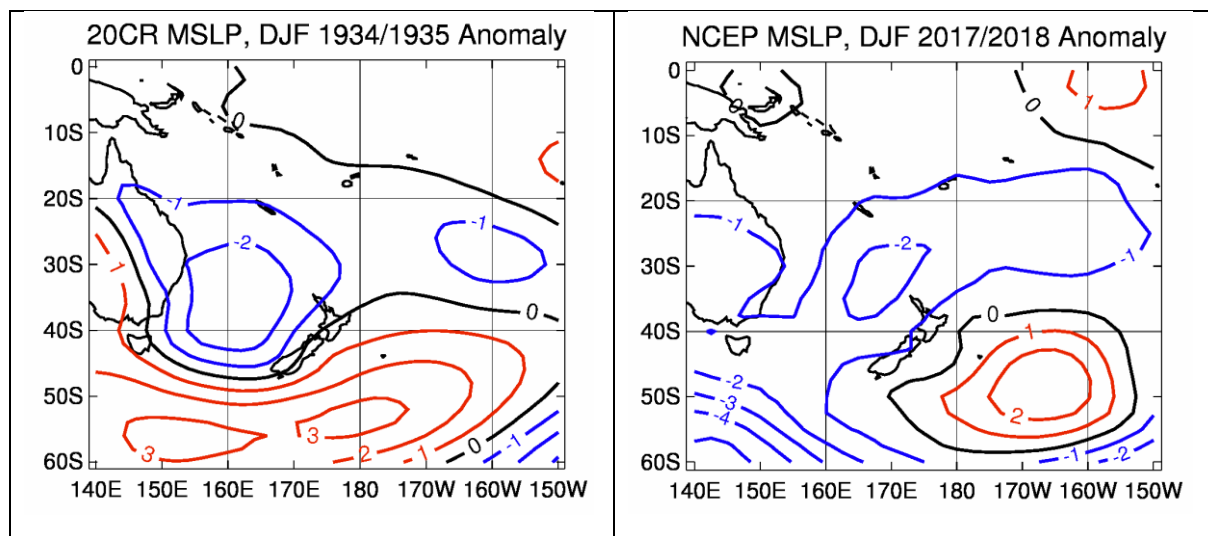 20CR MSLP, DJF 1934/1935 Anomaly
0
10S
20S
30S
40S
50S
60S
140E 150E 160E 170E 180 170W 160W 150W
0
-1
-2
-1
1
0
3
3
2
-1
0
-1
NCEP MSLP, DJF 2017/2018 Anomaly
0
10S
20S
30S
40S
50S
60S
140E 150E 160E 170E 180 170W 160W 150W
0
0
1
-1
-2
-1
0
1
2
-2
-3
-4
-1
-2